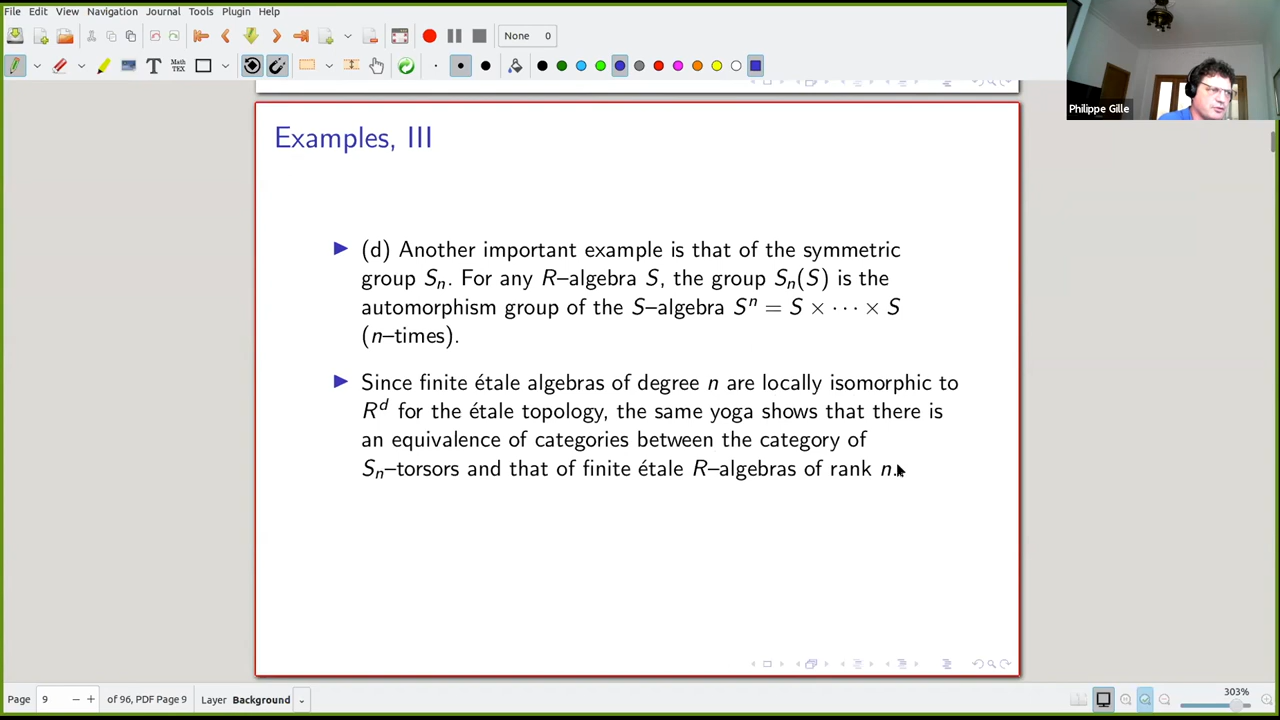 File Edit View Navigation Journal Tools Plugin Help
None 0
T Math TEX
Philippe Gille
Examples, III
(d) Another important example is that of the symmetric
group Sₙ. For any R–algebra S, the group Sₙ(S) is the
automorphism group of the S–algebra Sⁿ = S × ⋯ × S
(n–times).
Since finite étale algebras of degree n are locally isomorphic to
Rᵈ for the étale topology, the same yoga shows that there is
an equivalence of categories between the category of
Sₙ–torsors and that of finite étale R–algebras of rank n.
Page 9 − + of 96, PDF Page 9 Layer Background 303%